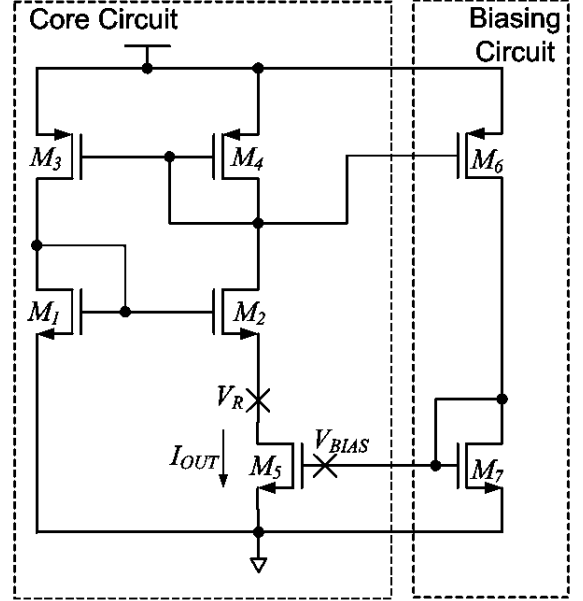 Core Circuit
Biasing
Circuit
M3
M4
M6
M1
M2
VR
IOUT
M5
VBIAS
M7